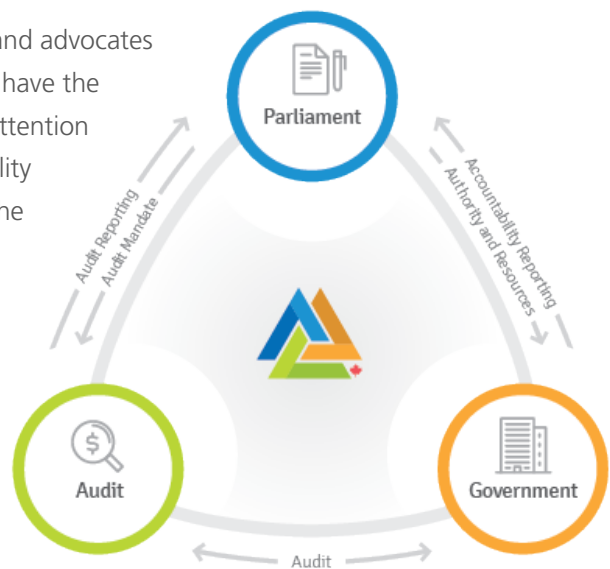 and advocates
have the
ttention
lity
ne
Parliament
Audit Reporting
Audit Mandate
Accountability Reporting
Authority and Resources
$
Audit
Government
Audit